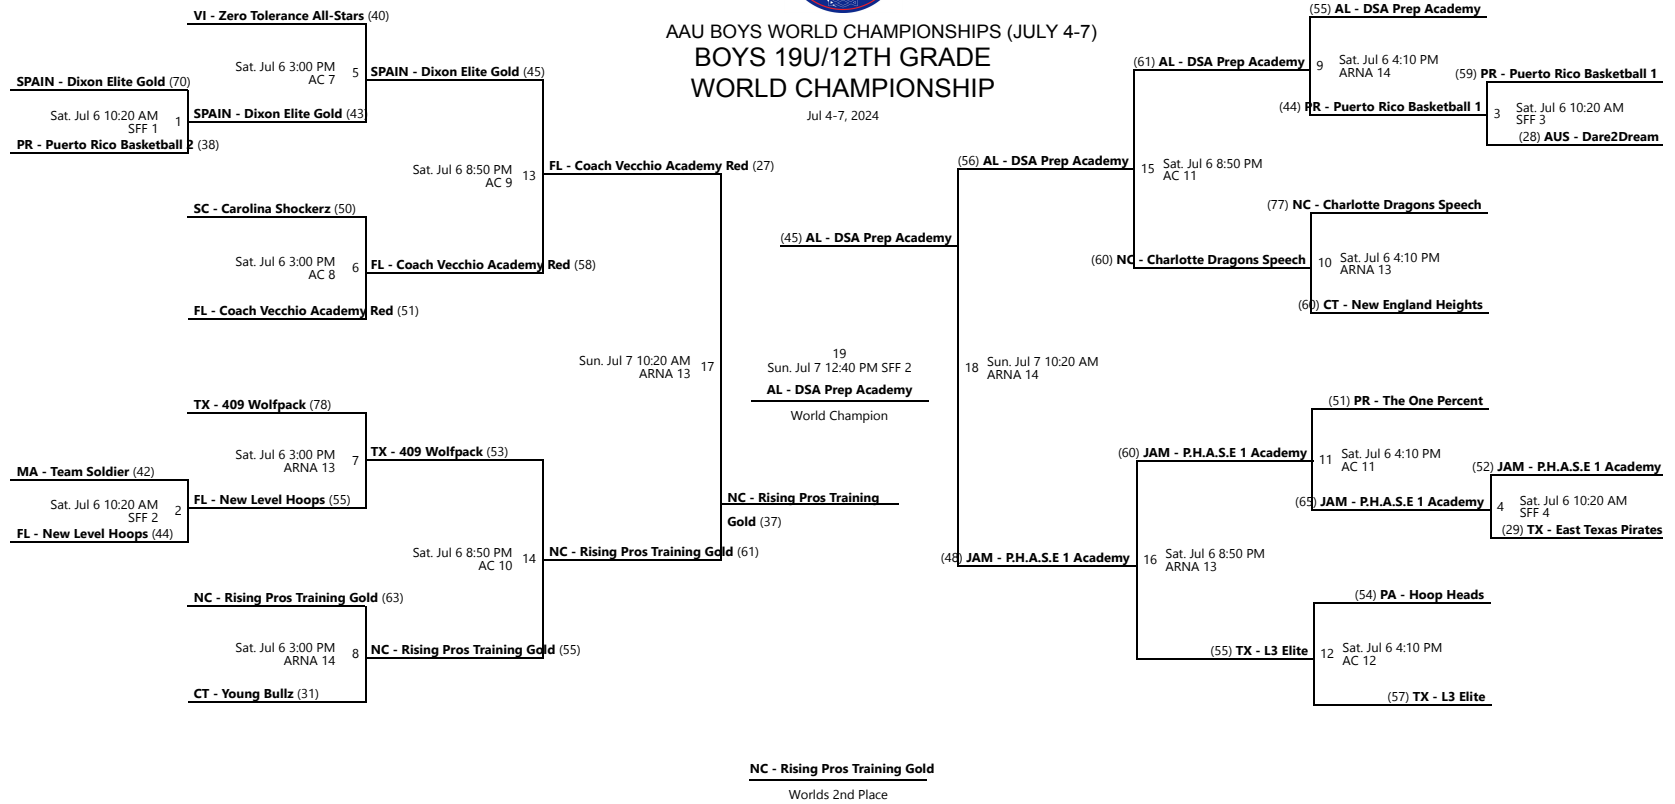 AAU BOYS WORLD CHAMPIONSHIPS (JULY 4-7)
BOYS 19U/12TH GRADE
WORLD CHAMPIONSHIP
Jul 4-7, 2024
VI - Zero Tolerance All-Stars (40)
Sat. Jul 6 3:00 PM
AC 7
5
SPAIN - Dixon Elite Gold (45)
SPAIN - Dixon Elite Gold (70)
Sat. Jul 6 10:20 AM
SFF 1
1
SPAIN - Dixon Elite Gold (43)
PR - Puerto Rico Basketball 2 (38)
Sat. Jul 6 8:50 PM
AC 9
13
FL - Coach Vecchio Academy Red (27)
SC - Carolina Shockerz (50)
Sat. Jul 6 3:00 PM
AC 8
6
FL - Coach Vecchio Academy Red (58)
FL - Coach Vecchio Academy Red (51)
Sun. Jul 7 10:20 AM
ARNA 13
17
TX - 409 Wolfpack (78)
Sat. Jul 6 3:00 PM
ARNA 13
7
TX - 409 Wolfpack (53)
MA - Team Soldier (42)
Sat. Jul 6 10:20 AM
SFF 2
2
FL - New Level Hoops (55)
FL - New Level Hoops (44)
NC - Rising Pros Training
Gold (37)
Sat. Jul 6 8:50 PM
AC 10
14
NC - Rising Pros Training Gold (61)
NC - Rising Pros Training Gold (63)
Sat. Jul 6 3:00 PM
ARNA 14
8
NC - Rising Pros Training Gold (55)
CT - Young Bullz (31)
19
Sun. Jul 7 12:40 PM SFF 2
AL - DSA Prep Academy
World Champion
(55) AL - DSA Prep Academy
(61) AL - DSA Prep Academy
9
Sat. Jul 6 4:10 PM
ARNA 14
(59) PR - Puerto Rico Basketball 1
(44) PR - Puerto Rico Basketball 1
3
Sat. Jul 6 10:20 AM
SFF 3
(28) AUS - Dare2Dream
(56) AL - DSA Prep Academy
15
Sat. Jul 6 8:50 PM
AC 11
(77) NC - Charlotte Dragons Speech
(45) AL - DSA Prep Academy
(60) NC - Charlotte Dragons Speech
10
Sat. Jul 6 4:10 PM
ARNA 13
(60) CT - New England Heights
18
Sun. Jul 7 10:20 AM
ARNA 14
(51) PR - The One Percent
(60) JAM - P.H.A.S.E 1 Academy
11
Sat. Jul 6 4:10 PM
AC 11
(52) JAM - P.H.A.S.E 1 Academy
(65) JAM - P.H.A.S.E 1 Academy
4
Sat. Jul 6 10:20 AM
SFF 4
(29) TX - East Texas Pirates
(48) JAM - P.H.A.S.E 1 Academy
16
Sat. Jul 6 8:50 PM
ARNA 13
(54) PA - Hoop Heads
(55) TX - L3 Elite
12
Sat. Jul 6 4:10 PM
AC 12
(57) TX - L3 Elite
NC - Rising Pros Training Gold
Worlds 2nd Place